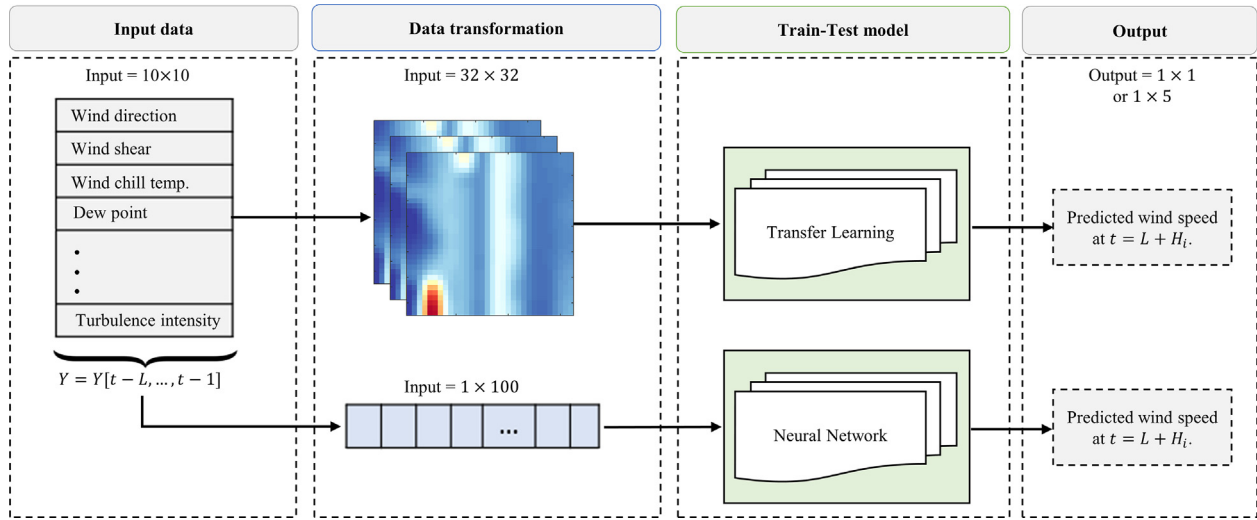 Input data
Data transformation
Train-Test model
Output
Input = 10×10
Wind direction
Wind shear
Wind chill temp.
Dew point
Turbulence intensity
Y = Y[t − L, ..., t − 1]
Input = 32 × 32
Input = 1 × 100
...
Transfer Learning
Neural Network
Output = 1 × 1
or 1 × 5
Predicted wind speed
at t = L + Hᵢ.
Predicted wind speed
at t = L + Hᵢ.